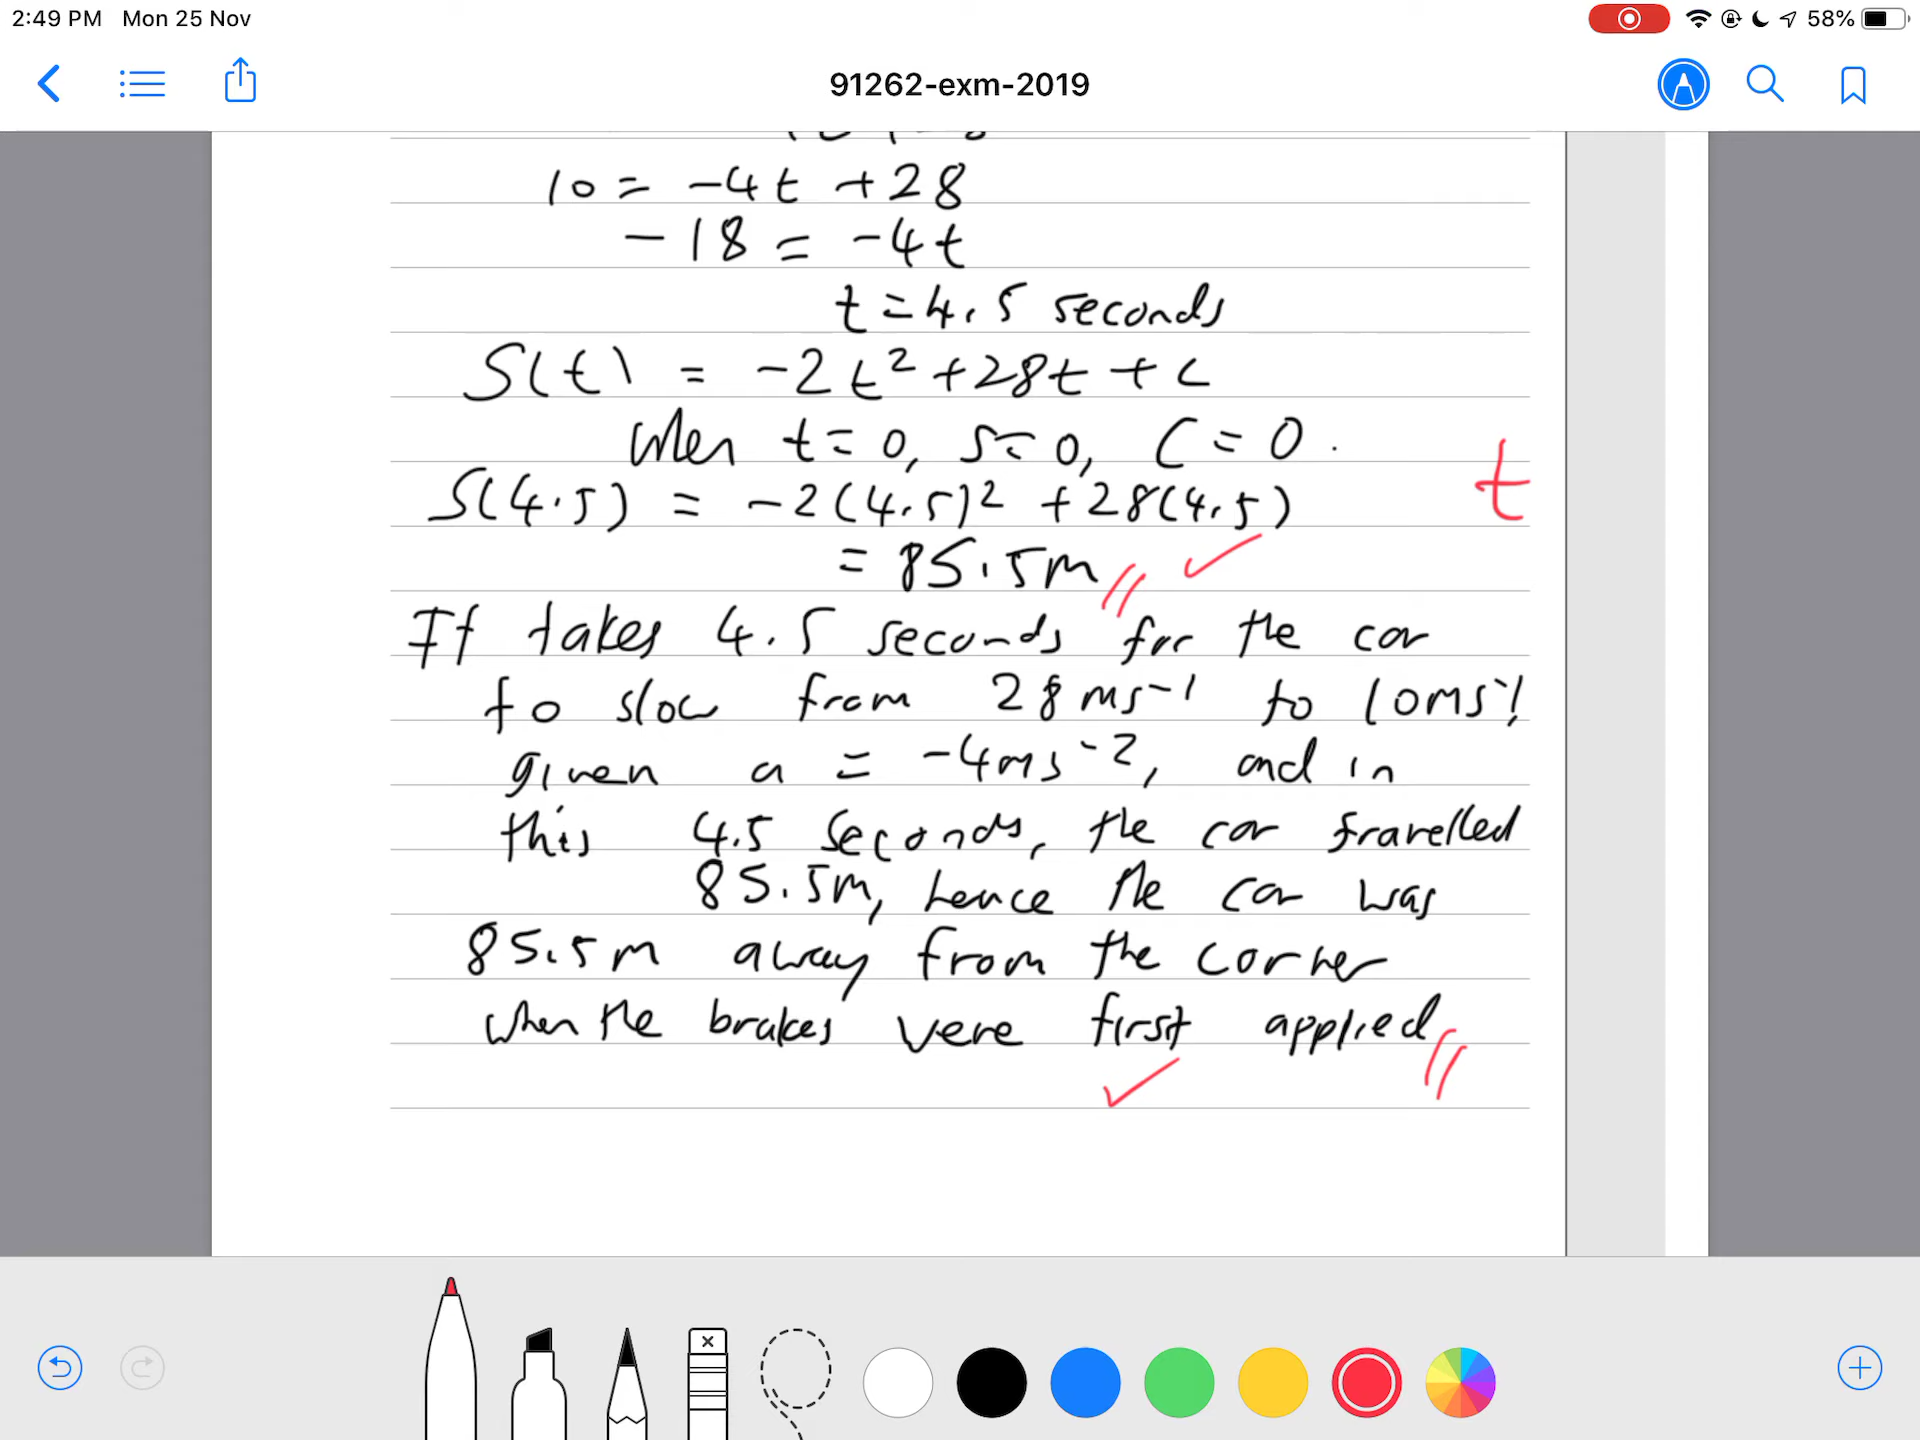 2:49 PM Mon 25 Nov
58%
91262-exm-2019
10 = -4t +28
-18 = -4t
t=4.5 seconds
S(t) = -2t²+28t + c
When t=0, s=0, C=0.
t
S(4.5) = -2(4.5)² +28(4.5)
= 85.5m
It takes 4.5 seconds for the car
to slow from 28ms⁻¹ to 10ms⁻¹
given a = -4ms⁻², and in
this 4.5 seconds, the car travelled
85.5m, hence the car was
85.5m away from the corner
when the brakes were first applied